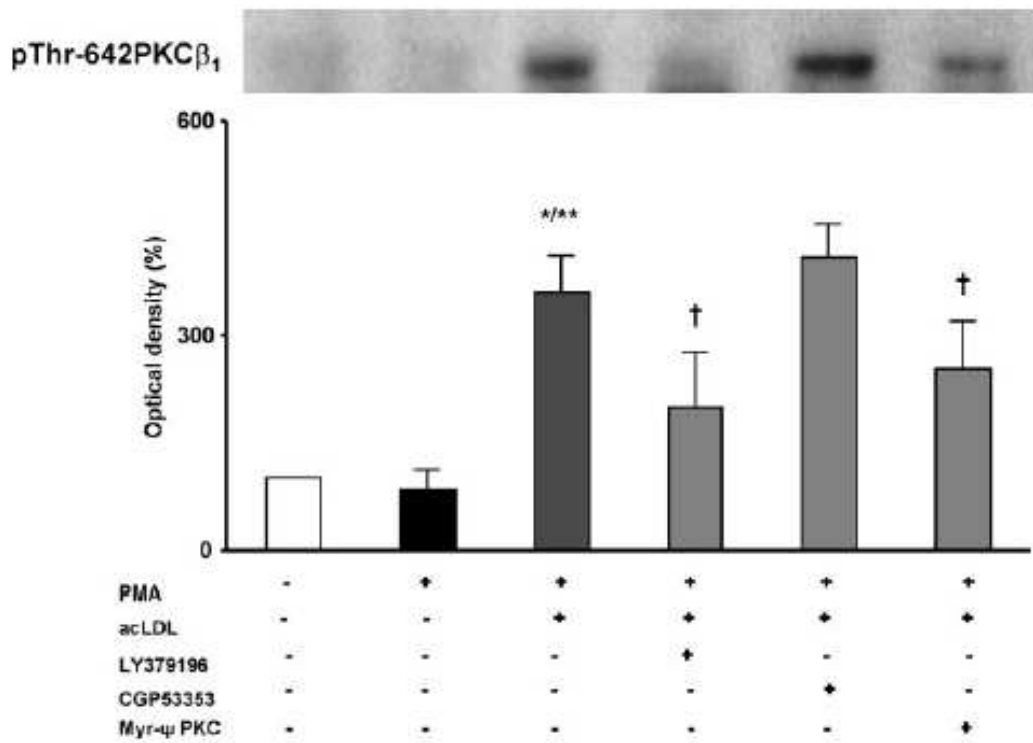 pThr-642PKCβ₁
600
*/**
†
†
300
0
Optical density (%)
PMA - + + + + +
acLDL - - + + + +
LY379196 - - - + - -
CGP53353 - - - - + -
Myr-ψ PKC - - - - - +